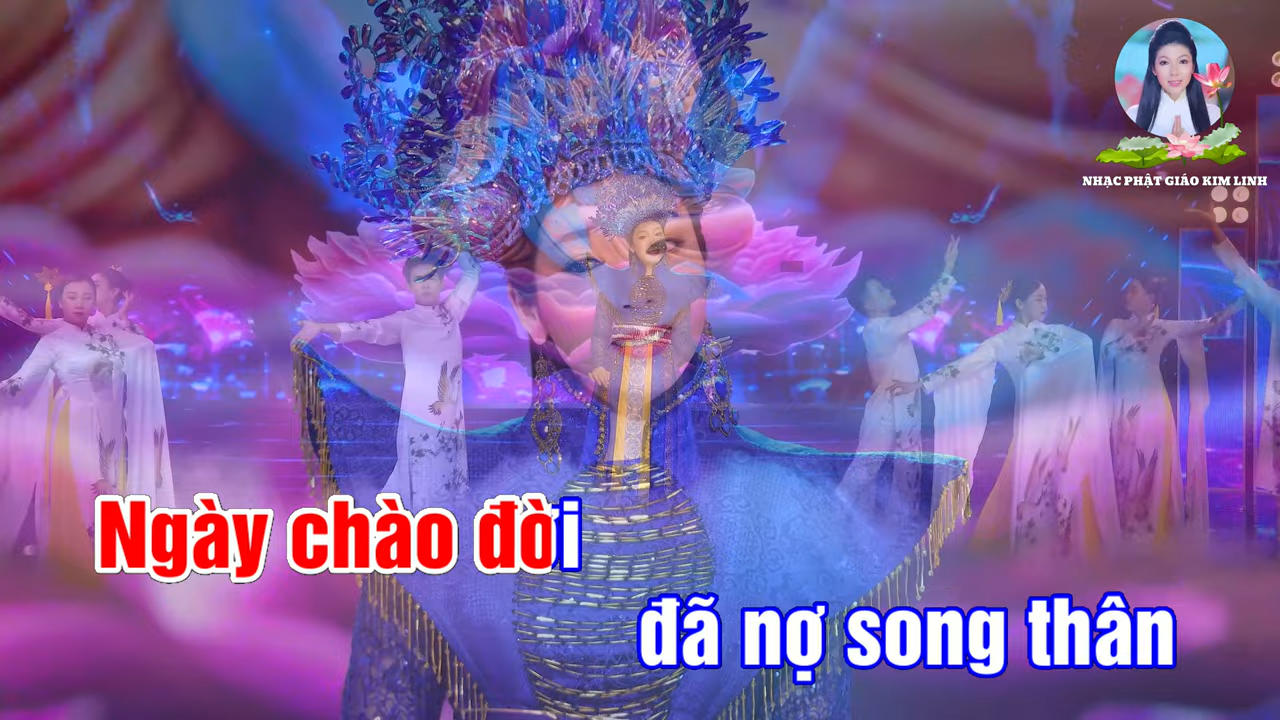 NHẠC PHẬT GIÁO KIM LINH
Ngày chào đời
đã nợ song thân